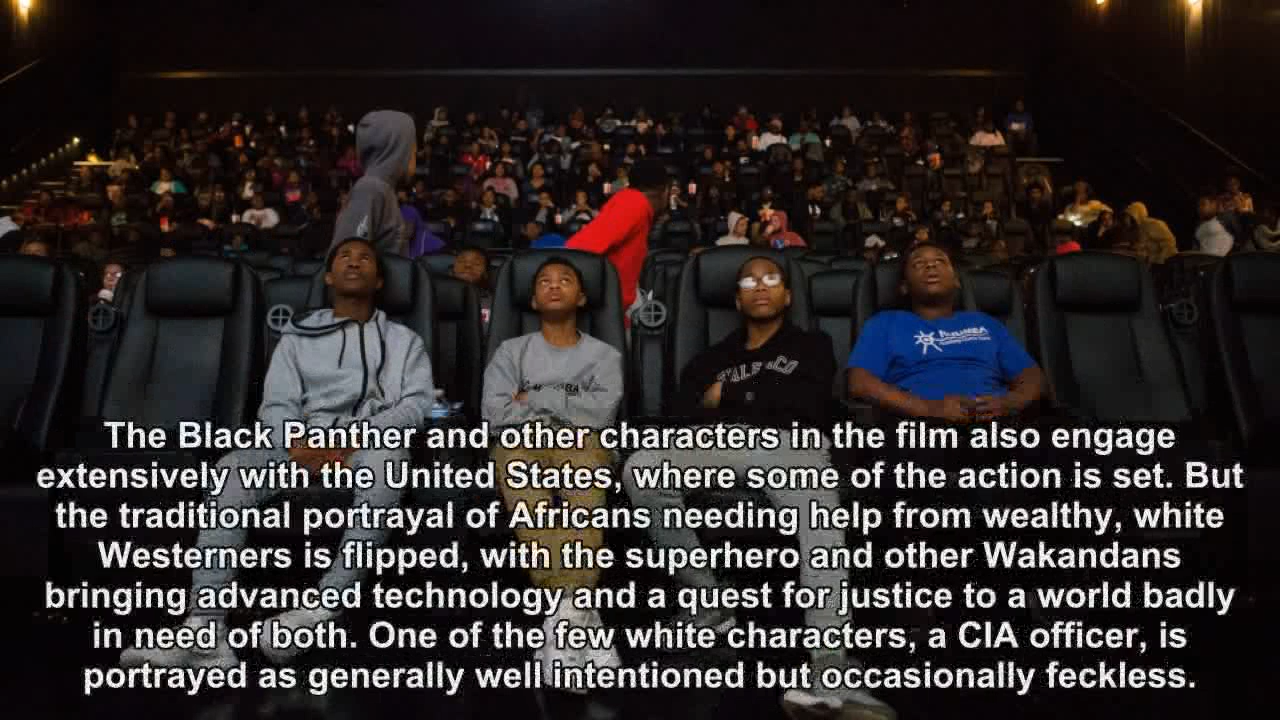 The Black Panther and other characters in the film also engage
extensively with the United States, where some of the action is set. But
the traditional portrayal of Africans needing help from wealthy, white
Westerners is flipped, with the superhero and other Wakandans
bringing advanced technology and a quest for justice to a world badly
in need of both. One of the few white characters, a CIA officer, is
portrayed as generally well intentioned but occasionally feckless.